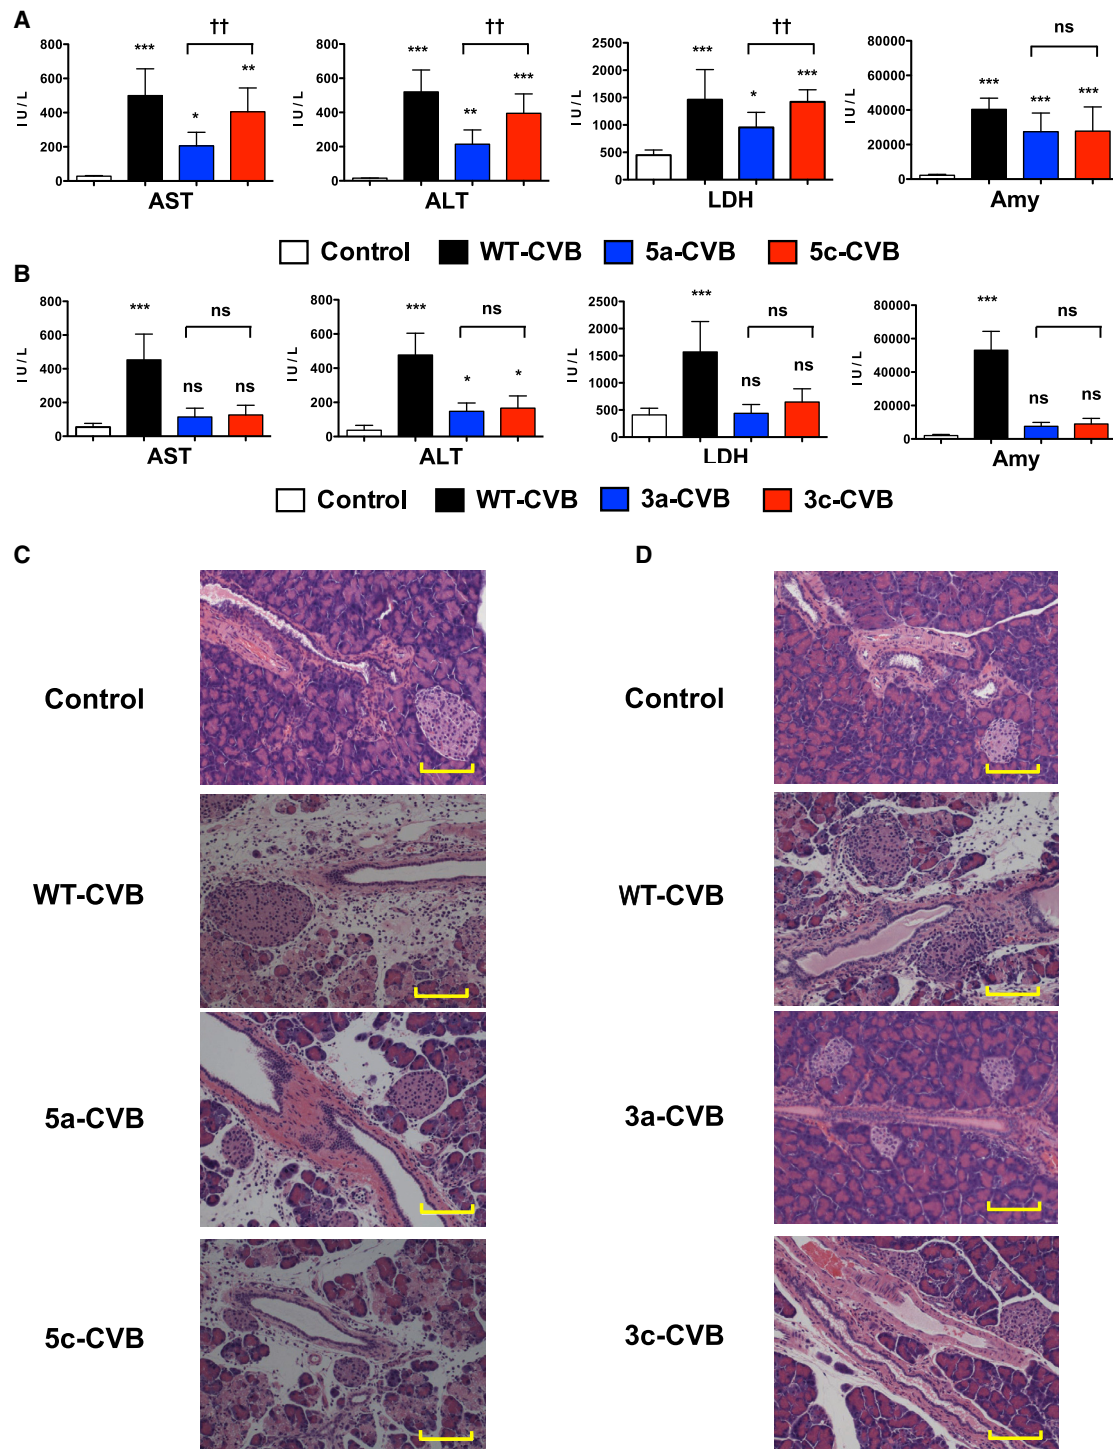 A
†† †† †† ns
800 *** ** 800 *** *** 2500 *** *** 80000 *** *** ***
600 600 2000 60000
IU/L 400 * 400 ** 1500 * 40000
200 200 1000 20000
0 0 500 0
0
AST ALT LDH Amy
Control WT-CVB 5a-CVB 5c-CVB
B
ns ns ns ns
800 *** 800 *** 2500 *** 80000 ***
600 600 2000 60000
IU/L 400 ns ns 400 * * 1500 ns ns 40000 ns ns
200 200 1000 20000
0 0 500 0
0
AST ALT LDH Amy
Control WT-CVB 3a-CVB 3c-CVB
C D
Control Control
WT-CVB WT-CVB
5a-CVB 3a-CVB
5c-CVB 3c-CVB